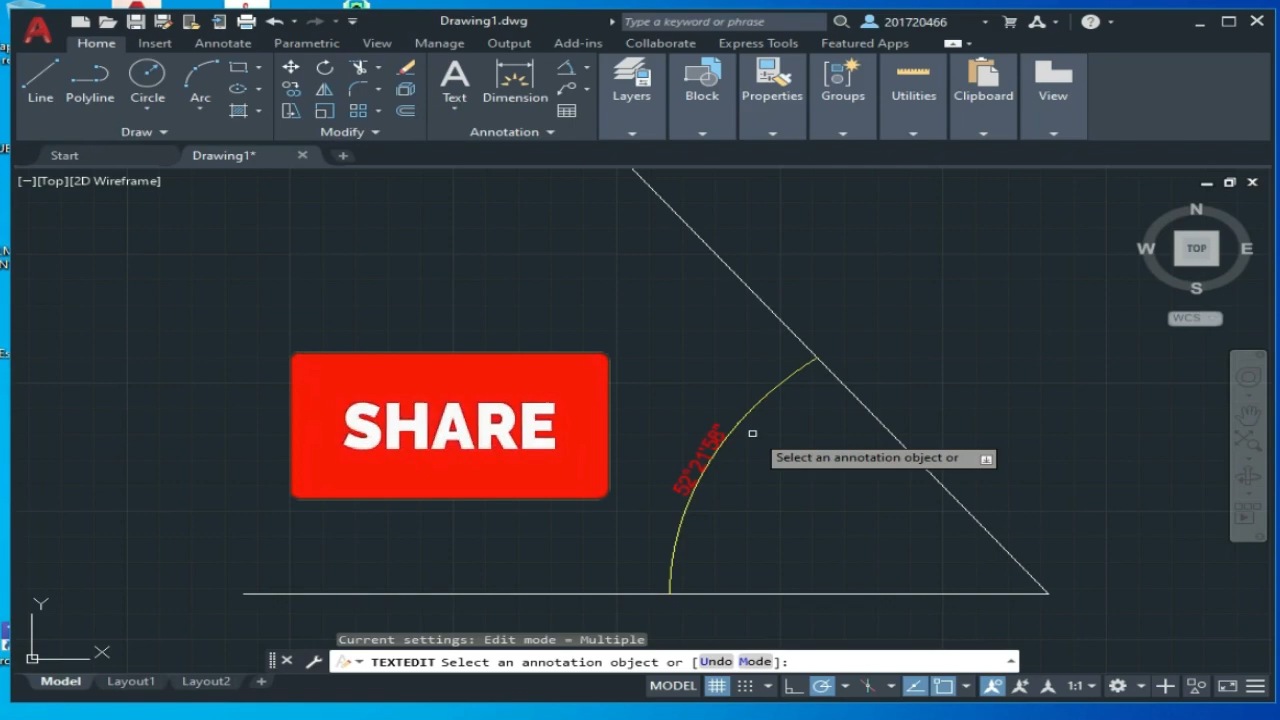 Drawing1.dwg
Type a keyword or phrase
201720466
Home Insert Annotate Parametric View Manage Output Add-ins Collaborate Express Tools Featured Apps
Line Polyline Circle Arc Text Dimension Layers Block Properties Groups Utilities Clipboard View
Draw Modify Annotation
Start Drawing1*
[−][Top][2D Wireframe]
N
W TOP E
S
WCS
SHARE
52°21'58"
Select an annotation object or
Y
X
Current settings: Edit mode = Multiple
TEXTEDIT Select an annotation object or [Undo Mode]:
Model Layout1 Layout2
MODEL 1:1